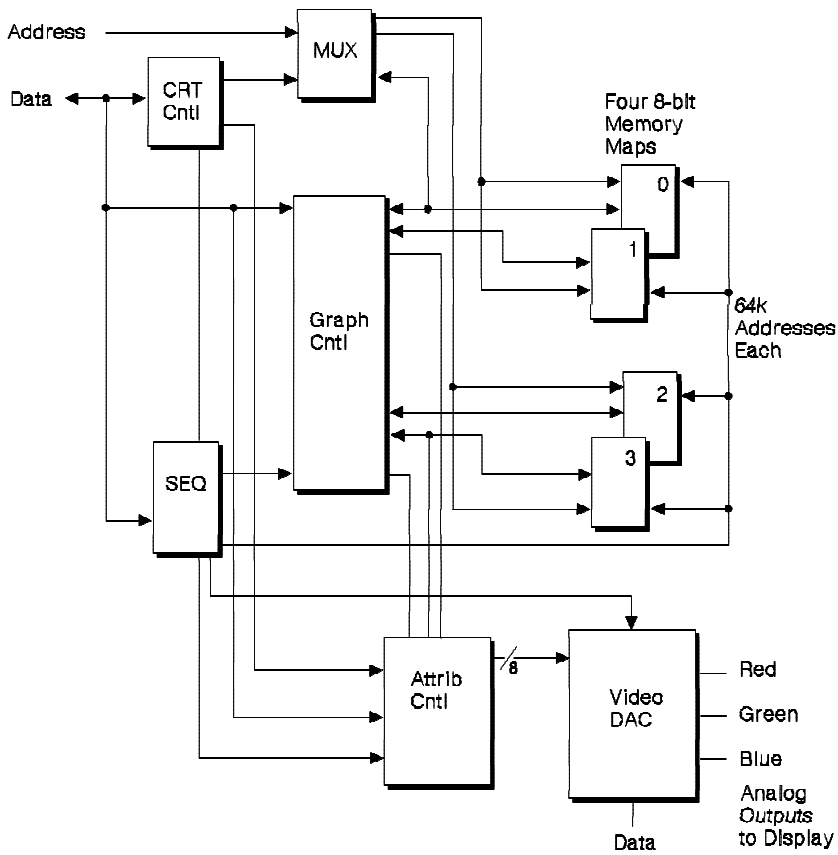 Address
MUX
CRT
Cntl
Data
Four 8-bit
Memory
Maps
0
1
64k
Addresses
Each
Graph
Cntl
2
3
SEQ
8
Attrib
Cntl
Video
DAC
Red
Green
Blue
Analog
Outputs
to Display
Data